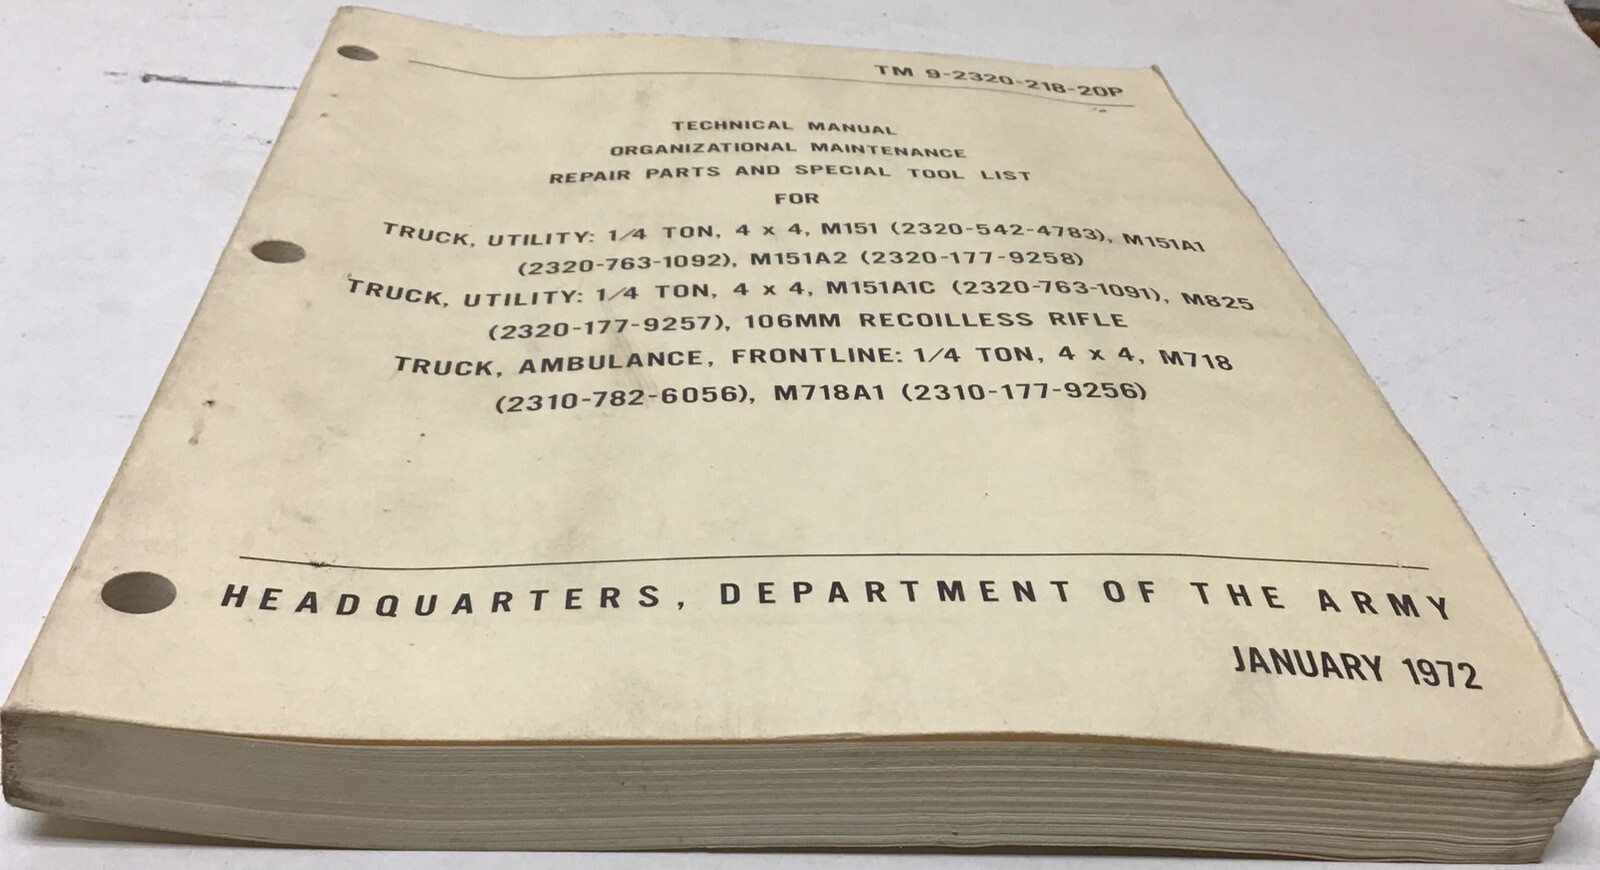 TM 9-2320-218-20P
TECHNICAL MANUAL
ORGANIZATIONAL MAINTENANCE
REPAIR PARTS AND SPECIAL TOOL LIST
FOR
TRUCK, UTILITY: 1/4 TON, 4 x 4, M151 (2320-542-4783), M151A1
(2320-763-1092), M151A2 (2320-177-9258)
TRUCK, UTILITY: 1/4 TON, 4 x 4, M151A1C (2320-763-1091), M825
(2320-177-9257), 106MM RECOILLESS RIFLE
TRUCK, AMBULANCE, FRONTLINE: 1/4 TON, 4 x 4, M718
(2310-782-6056), M718A1 (2310-177-9256)
HEADQUARTERS, DEPARTMENT OF THE ARMY
JANUARY 1972